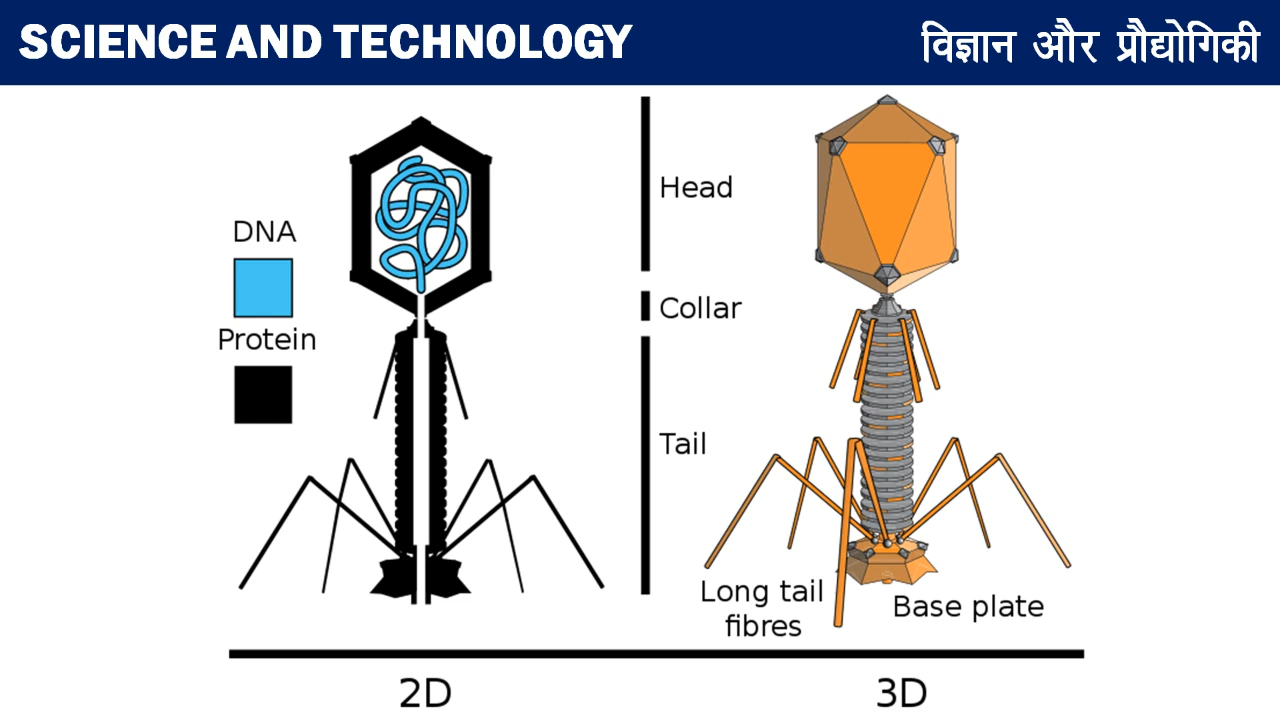 SCIENCE AND TECHNOLOGY
विज्ञान और प्रौद्योगिकी
DNA
Protein
Head
Collar
Tail
Long tail
fibres
Base plate
2D
3D